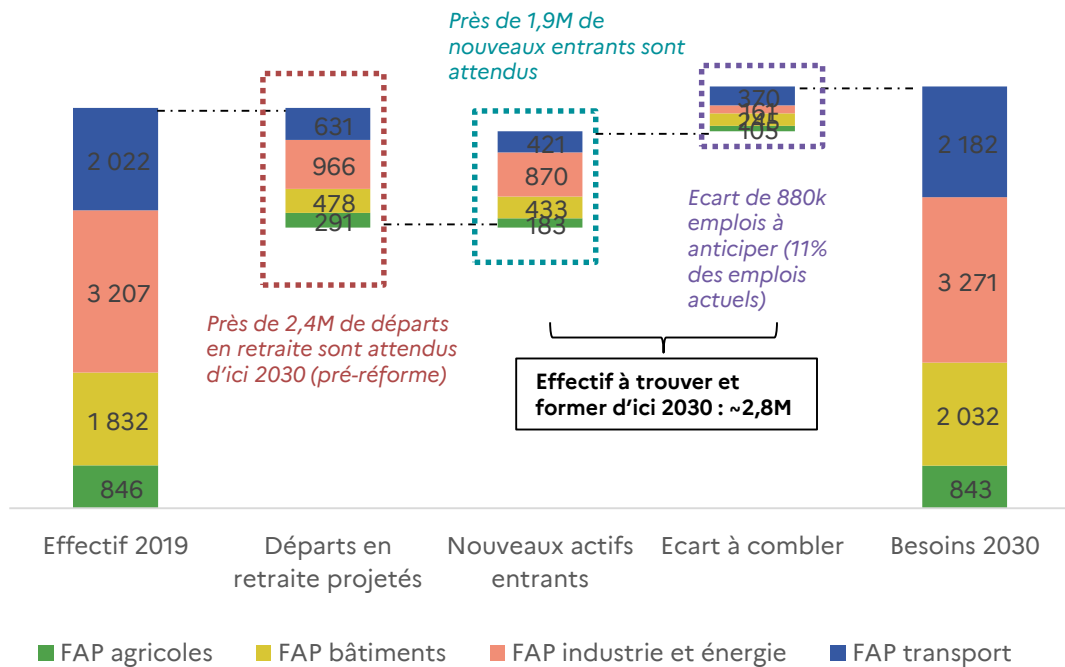 Près de 1,9M de
nouveaux entrants sont
attendus
2 022
3 207
1 832
846
631
966
478
291
421
870
433
183
370
161
245
105
2 182
3 271
2 032
843
Ecart de 880k
emplois à
anticiper (11%
des emplois
actuels)
Près de 2,4M de départs
en retraite sont attendus
d'ici 2030 (pré-réforme)
Effectif à trouver et
former d'ici 2030 : ~2,8M
Effectif 2019
Départs en
retraite projetés
Nouveaux actifs
entrants
Ecart à combler
Besoins 2030
FAP agricoles
FAP bâtiments
FAP industrie et énergie
FAP transport